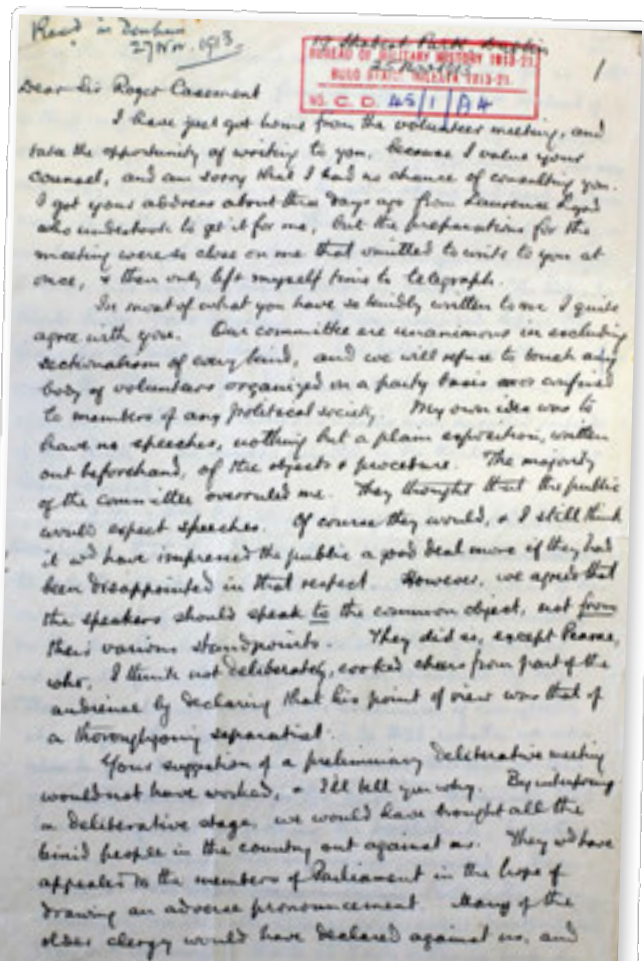 Recd in Denham
27 Nov. 1913.
19 Herbert Park Dublin
BUREAU OF MILITARY HISTORY 1913-21
BURO STAIRE MILEATA 1913-21
No. C. D. 45/1/A4
1
Dear Sir Roger Casement
I have just got home from the volunteer meeting, and
take the opportunity of writing to you, because I value your
counsel, and am sorry that I had no chance of consulting you.
I got your address about three days ago from Laurence
who undertook to get it for me, but the preparations for the
meeting were so close on me that omitted to write to you at
once, & then only left myself time to telegraph.
In most of what you have so kindly written to me I quite
agree with you. Our committee are unanimous in excluding
sectionalism of every kind, and we will refuse to touch any
body of volunteers organized on a party basis or confined
to members of any political society. My own idea was to
have no speeches, nothing but a plain exposition, written
out beforehand, of the objects & procedure. The majority
of the committee overruled me. They thought that the public
would expect speeches. Of course they would, & I still think
it wd have impressed the public a good deal more if they had
been disappointed in that respect. However, we agreed that
the speakers should speak to the common object, not from
their various standpoints. They did so, except Pearse,
who, I think not deliberately, evoked cheers from part of the
audience by declaring that his point of view was that of
a thoroughgoing separatist.
Your suggestion of a preliminary deliberative meeting
would not have worked, & I'll tell you why. By interposing
a deliberative stage, we would have brought all the
timid people in the country out against us. They wd have
appealed to the members of Parliament in the hope of
drawing an adverse pronouncement. Many of the
older clergy would have declared against us, and